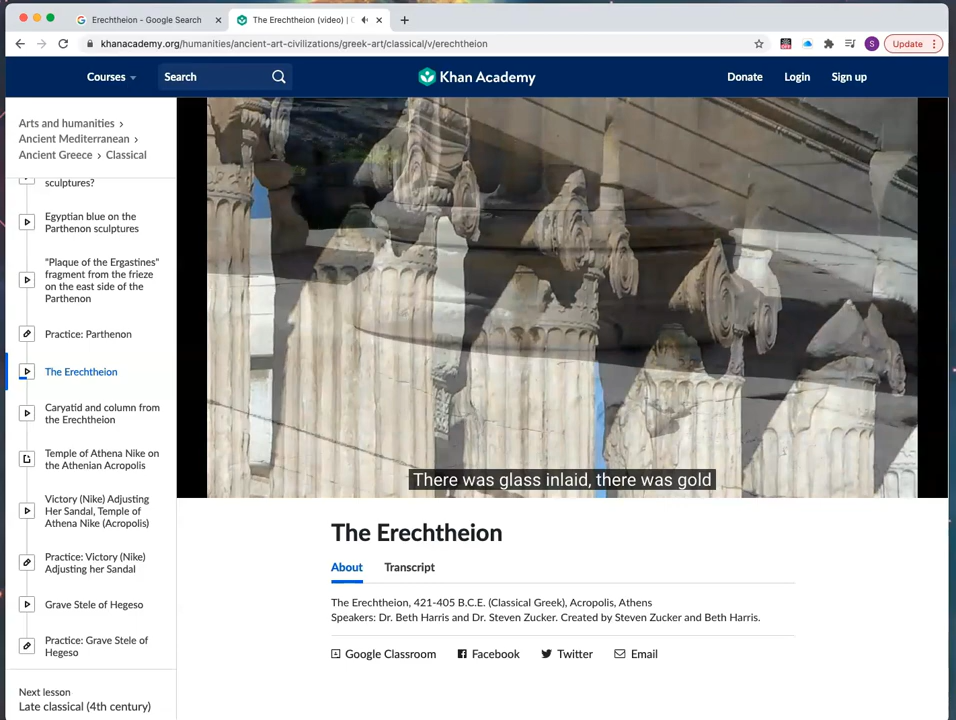 Erechtheion - Google Search
The Erechtheion (video) |
khanacademy.org/humanities/ancient-art-civilizations/greek-art/classical/v/erechtheion
S
Update
Courses
Search
Khan Academy
Donate
Login
Sign up
Arts and humanities
Ancient Mediterranean
Ancient Greece
Classical
sculptures?
Egyptian blue on the
Parthenon sculptures
"Plaque of the Ergastines"
fragment from the frieze
on the east side of the
Parthenon
Practice: Parthenon
The Erechtheion
Caryatid and column from
the Erechtheion
Temple of Athena Nike on
the Athenian Acropolis
Victory (Nike) Adjusting
Her Sandal, Temple of
Athena Nike (Acropolis)
Practice: Victory (Nike)
Adjusting her Sandal
Grave Stele of Hegeso
Practice: Grave Stele of
Hegeso
Next lesson
Late classical (4th century)
There was glass inlaid, there was gold
The Erechtheion
About
Transcript
The Erechtheion, 421-405 B.C.E. (Classical Greek), Acropolis, Athens
Speakers: Dr. Beth Harris and Dr. Steven Zucker. Created by Steven Zucker and Beth Harris.
Google Classroom
Facebook
Twitter
Email